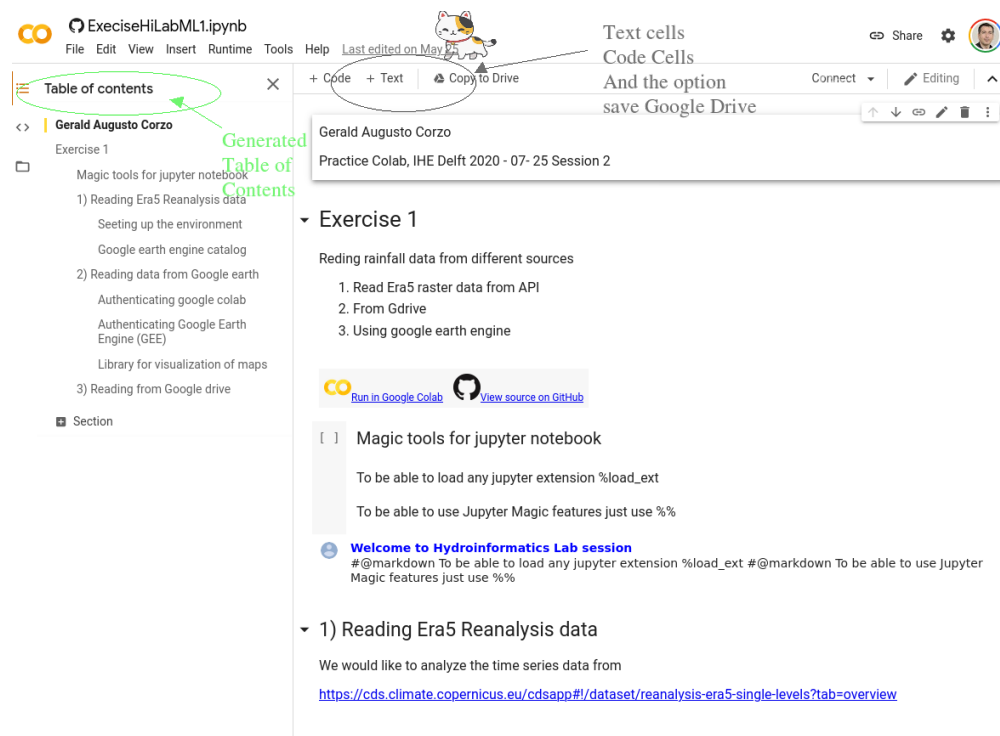 ExeciseHiLabML1.ipynb
File Edit View Insert Runtime Tools Help Last edited on May 25
Share
Text cells
Code Cells
And the option
save Google Drive
+ Code + Text Copy to Drive
Connect Editing
Table of contents
Generated
Table of
Contents
Gerald Augusto Corzo
Exercise 1
Magic tools for jupyter notebook
1) Reading Era5 Reanalysis data
Seeting up the environment
Google earth engine catalog
2) Reading data from Google earth
Authenticating google colab
Authenticating Google Earth
Engine (GEE)
Library for visualization of maps
3) Reading from Google drive
Section
Gerald Augusto Corzo
Practice Colab, IHE Delft 2020 - 07- 25 Session 2
Exercise 1
Reding rainfall data from different sources
1. Read Era5 raster data from API
2. From Gdrive
3. Using google earth engine
Run in Google Colab View source on GitHub
[ ] Magic tools for jupyter notebook
To be able to load any jupyter extension %load_ext
To be able to use Jupyter Magic features just use %%
Welcome to Hydroinformatics Lab session
#@markdown To be able to load any jupyter extension %load_ext #@markdown To be able to use Jupyter
Magic features just use %%
1) Reading Era5 Reanalysis data
We would like to analyze the time series data from
https://cds.climate.copernicus.eu/cdsapp#!/dataset/reanalysis-era5-single-levels?tab=overview